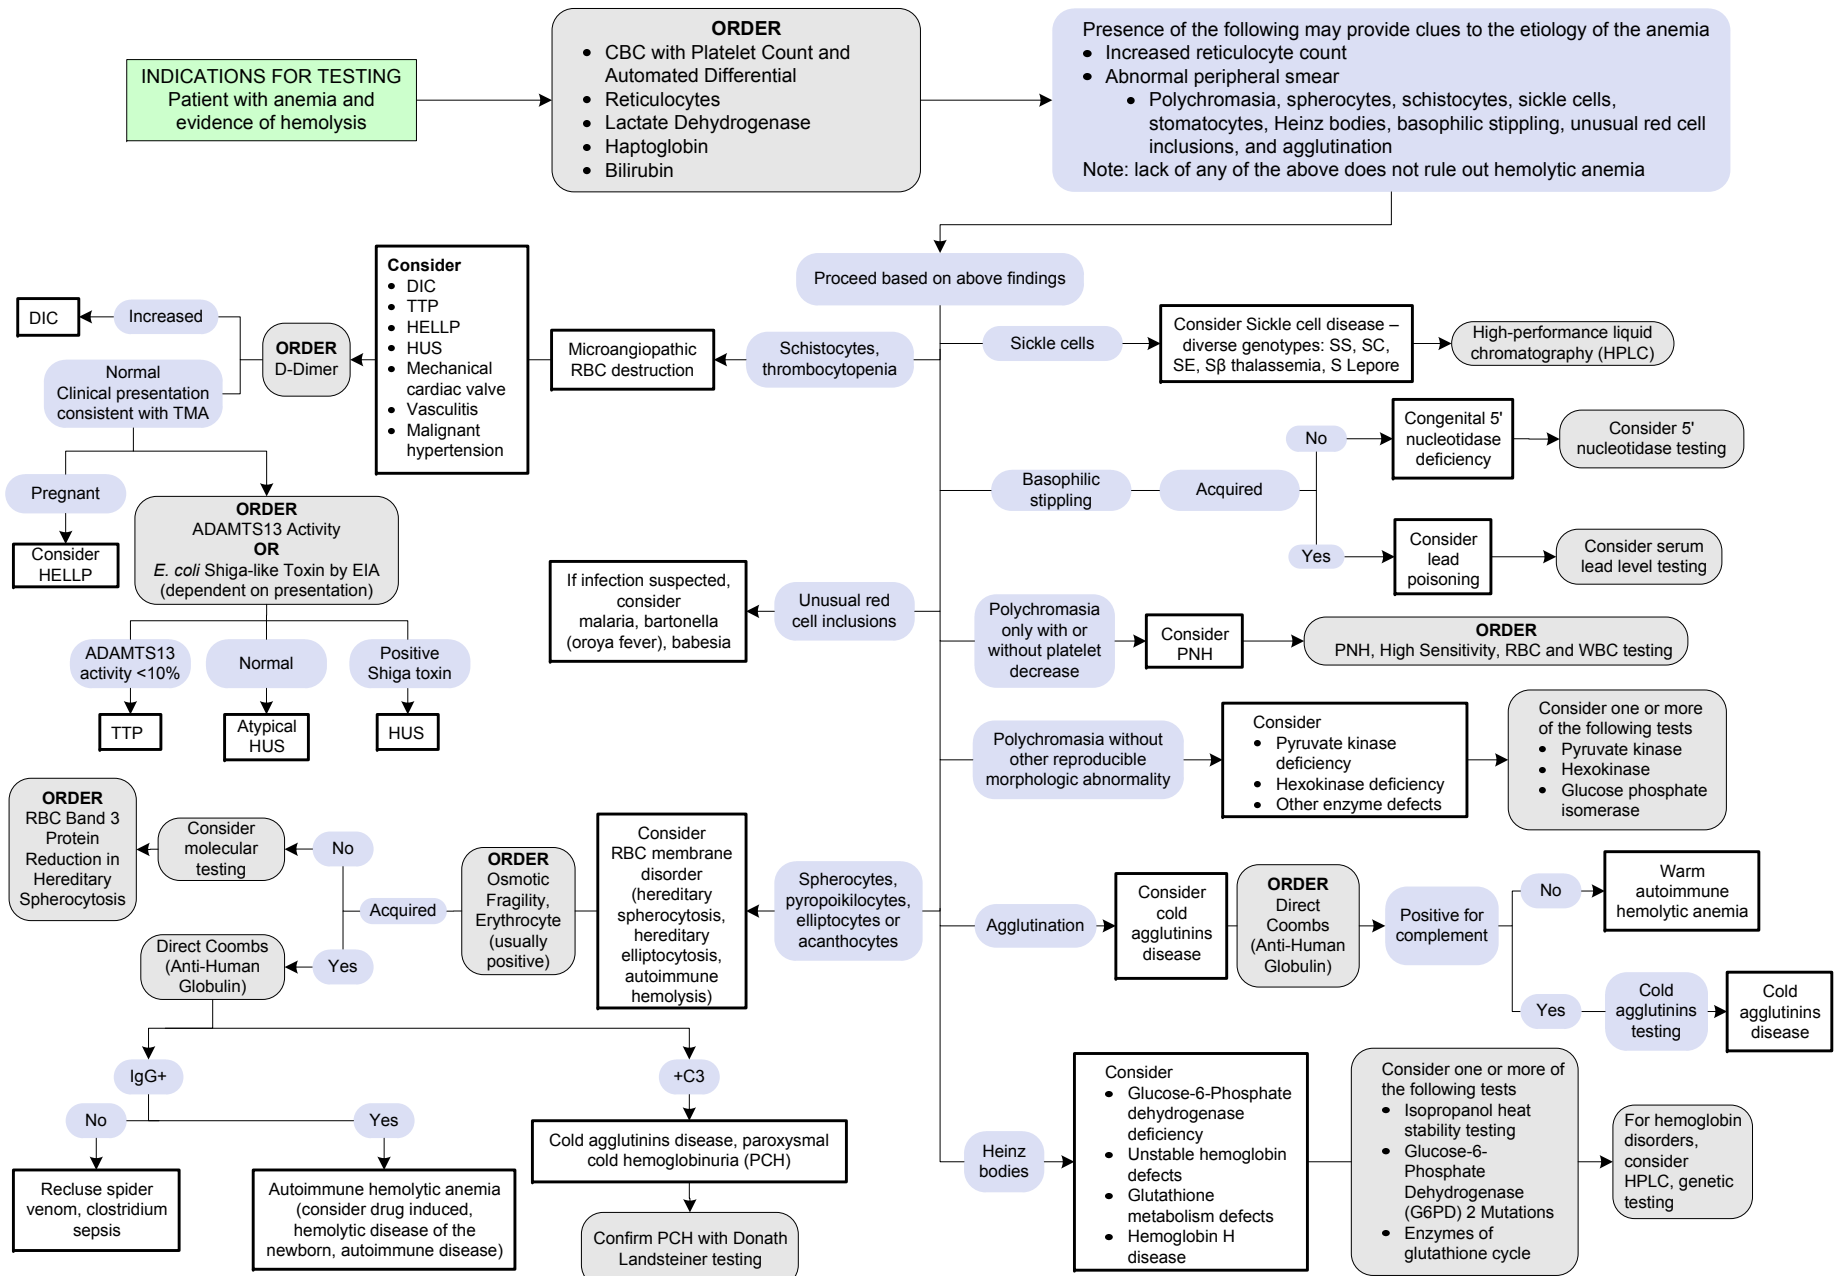 INDICATIONS FOR TESTING
Patient with anemia and
evidence of hemolysis
ORDER
• CBC with Platelet Count and
Automated Differential
• Reticulocytes
• Lactate Dehydrogenase
• Haptoglobin
• Bilirubin
Presence of the following may provide clues to the etiology of the anemia
• Increased reticulocyte count
• Abnormal peripheral smear
• Polychromasia, spherocytes, schistocytes, sickle cells,
stomatocytes, Heinz bodies, basophilic stippling, unusual red cell
inclusions, and agglutination
Note: lack of any of the above does not rule out hemolytic anemia
Proceed based on above findings
Schistocytes,
thrombocytopenia
Microangiopathic
RBC destruction
Consider
• DIC
• TTP
• HELLP
• HUS
• Mechanical
cardiac valve
• Vasculitis
• Malignant
hypertension
ORDER
D-Dimer
Increased
DIC
Normal
Clinical presentation
consistent with TMA
Pregnant
Consider
HELLP
ORDER
ADAMTS13 Activity
OR
E. coli Shiga-like Toxin by EIA
(dependent on presentation)
ADAMTS13
activity <10%
Normal
Positive
Shiga toxin
TTP
Atypical
HUS
HUS
Sickle cells
Consider Sickle cell disease –
diverse genotypes: SS, SC,
SE, Sβ thalassemia, S Lepore
High-performance liquid
chromatography (HPLC)
Basophilic
stippling
Acquired
No
Congenital 5'
nucleotidase
deficiency
Consider 5'
nucleotidase testing
Yes
Consider
lead
poisoning
Consider serum
lead level testing
Unusual red
cell inclusions
If infection suspected,
consider
malaria, bartonella
(oroya fever), babesia
Polychromasia
only with or
without platelet
decrease
Consider
PNH
ORDER
PNH, High Sensitivity, RBC and WBC testing
Polychromasia without
other reproducible
morphologic abnormality
Consider
• Pyruvate kinase
deficiency
• Hexokinase deficiency
• Other enzyme defects
Consider one or more
of the following tests
• Pyruvate kinase
• Hexokinase
• Glucose phosphate
isomerase
Spherocytes,
pyropoikilocytes,
elliptocytes or
acanthocytes
Consider
RBC membrane
disorder
(hereditary
spherocytosis,
hereditary
elliptocytosis,
autoimmune
hemolysis)
ORDER
Osmotic
Fragility,
Erythrocyte
(usually
positive)
Acquired
No
Consider
molecular
testing
ORDER
RBC Band 3
Protein
Reduction in
Hereditary
Spherocytosis
Yes
Direct Coombs
(Anti-Human
Globulin)
IgG+
No
Recluse spider
venom, clostridium
sepsis
Yes
Autoimmune hemolytic anemia
(consider drug induced,
hemolytic disease of the
newborn, autoimmune disease)
+C3
Cold agglutinins disease, paroxysmal
cold hemoglobinuria (PCH)
Confirm PCH with Donath
Landsteiner testing
Agglutination
Consider
cold
agglutinins
disease
ORDER
Direct
Coombs
(Anti-Human
Globulin)
Positive for
complement
No
Warm
autoimmune
hemolytic anemia
Yes
Cold
agglutinins
testing
Cold
agglutinins
disease
Heinz
bodies
Consider
• Glucose-6-Phosphate
dehydrogenase
deficiency
• Unstable hemoglobin
defects
• Glutathione
metabolism defects
• Hemoglobin H
disease
Consider one or more of
the following tests
• Isopropanol heat
stability testing
• Glucose-6-
Phosphate
Dehydrogenase
(G6PD) 2 Mutations
• Enzymes of
glutathione cycle
For hemoglobin
disorders,
consider
HPLC, genetic
testing